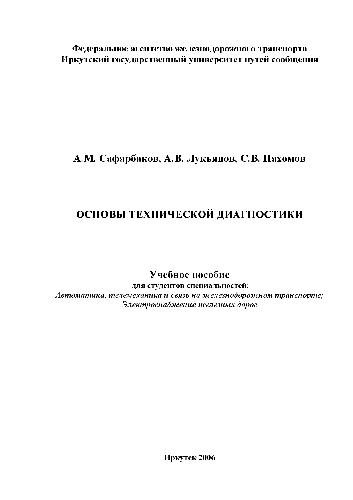 Федеральное агентство железнодорожного транспорта
Иркутский государственный университет путей сообщения
А.М. Сафарбаков, А.В. Лукьянов, С.В. Пахомов
ОСНОВЫ ТЕХНИЧЕСКОЙ ДИАГНОСТИКИ
Учебное пособие
для студентов специальностей:
Автоматика, телемеханика и связь на железнодорожном транспорте;
Электроснабжение железных дорог
Иркутск 2006